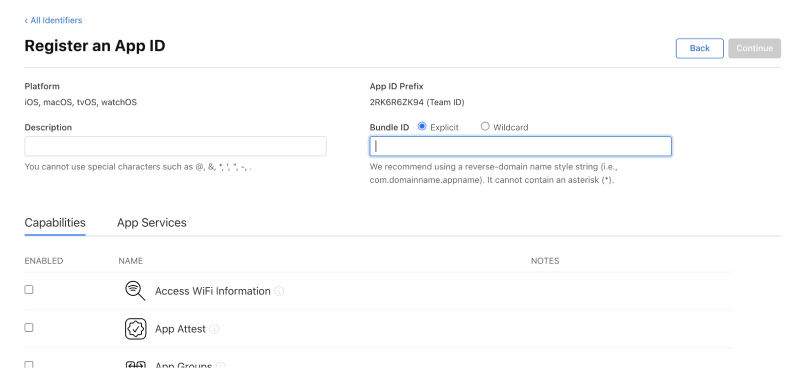 ‹ All Identifiers
Register an App ID
Back
Continue
Platform
iOS, macOS, tvOS, watchOS
App ID Prefix
2RK6R6ZK94 (Team ID)
Description
You cannot use special characters such as @, &, *, ', ", -, .
Bundle ID Explicit Wildcard
We recommend using a reverse-domain name style string (i.e.,
com.domainname.appname). It cannot contain an asterisk (*).
Capabilities App Services
ENABLED NAME NOTES
Access WiFi Information
App Attest
App Groups